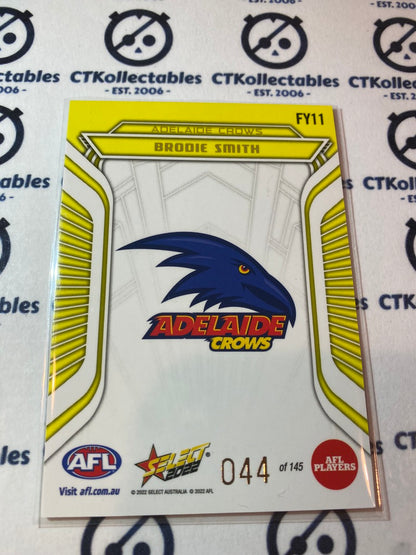 CTKollectables
- EST. 2006 -
FY11
ADELAIDE CROWS
BRODIE SMITH
ADELAIDE
CROWS
AFL
Visit afl.com.au
SELECT
2022
© 2022 SELECT AUSTRALIA © 2022 AFL
044 of 145
AFL
PLAYERS